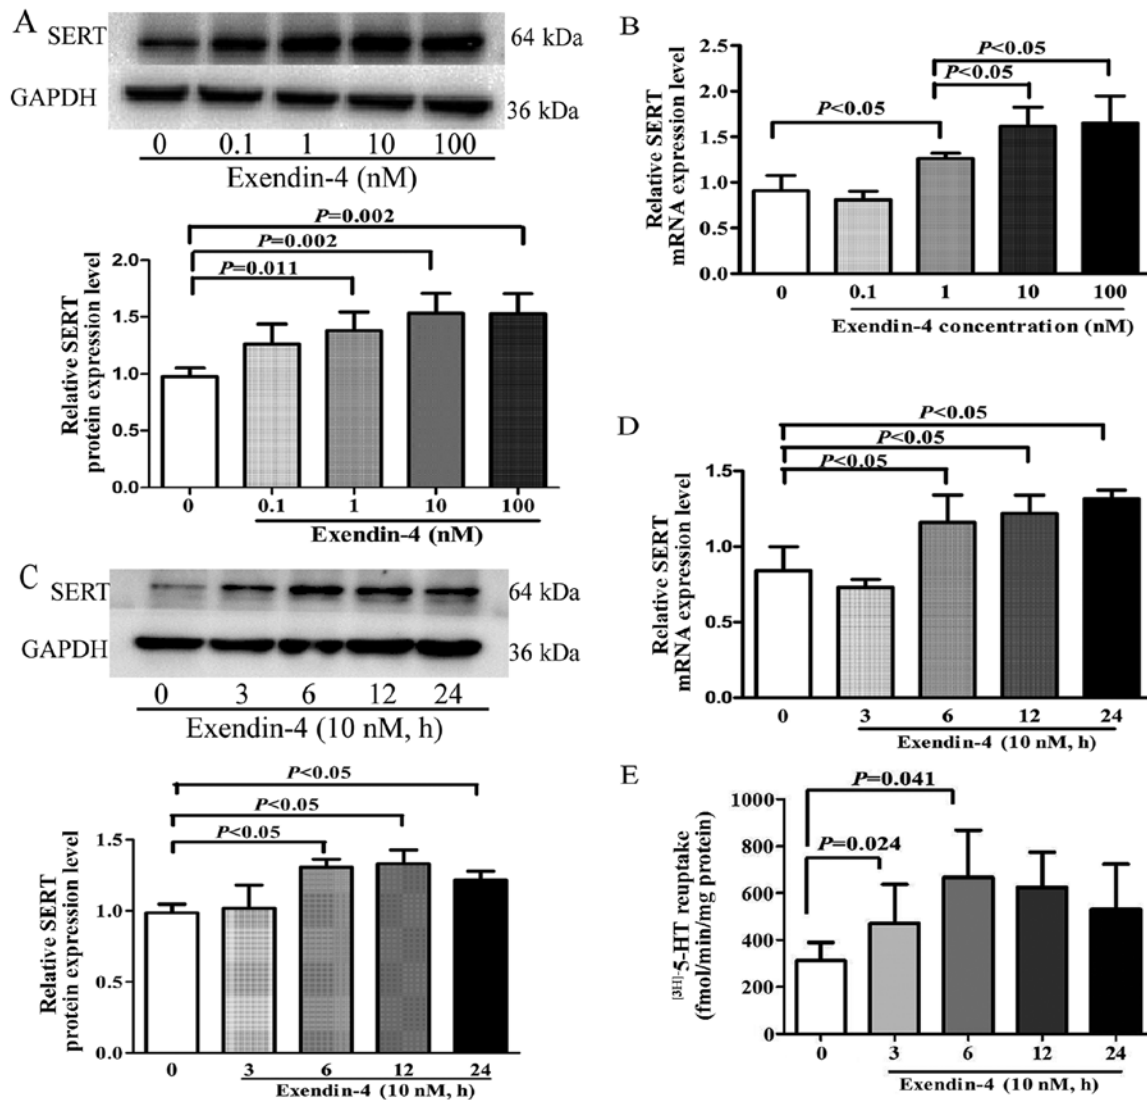 A
SERT
64 kDa
GAPDH
36 kDa
0 0.1 1 10 100
Exendin-4 (nM)
P=0.002
P=0.002
P=0.011
Relative SERT
protein expression level
2.0
1.5
1.0
0.5
0.0
0 0.1 1 10 100
Exendin-4 (nM)
B
P<0.05
P<0.05
P<0.05
Relative SERT
mRNA expression level
2.5
2.0
1.5
1.0
0.5
0.0
0 0.1 1 10 100
Exendin-4 concentration (nM)
C
SERT
64 kDa
GAPDH
36 kDa
0 3 6 12 24
Exendin-4 (10 nM, h)
P<0.05
P<0.05
P<0.05
Relative SERT
protein expression level
1.5
1.0
0.5
0.0
0 3 6 12 24
Exendin-4 (10 nM, h)
D
P<0.05
P<0.05
P<0.05
Relative SERT
mRNA expression level
1.5
1.0
0.5
0.0
0 3 6 12 24
Exendin-4 (10 nM, h)
E
P=0.041
P=0.024
[3H]-5-HT reuptake
(fmol/min/mg protein)
1000
800
600
400
200
0
0 3 6 12 24
Exendin-4 (10 nM, h)